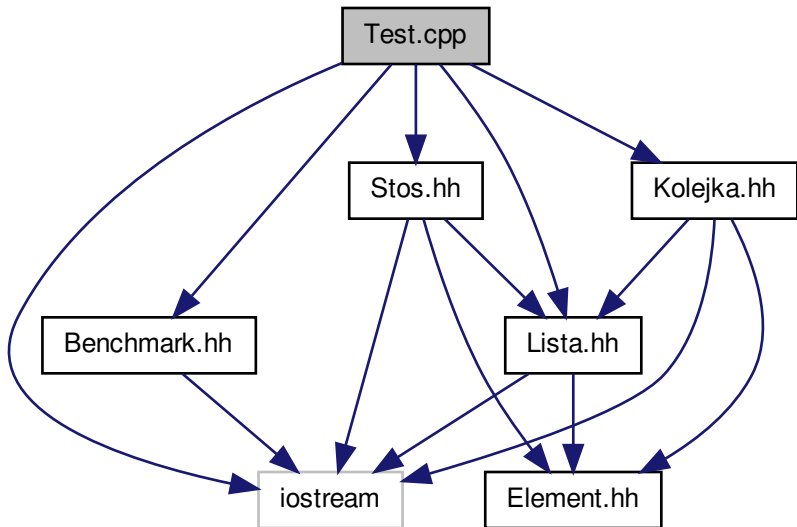 Test.cpp
Stos.hh
Kolejka.hh
Benchmark.hh
Lista.hh
iostream
Element.hh